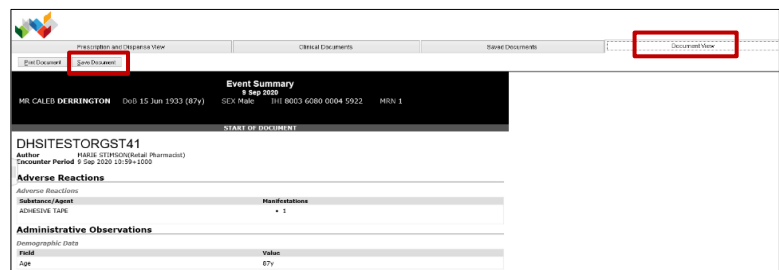 Prescription and Dispense View Clinical Documents Saved Documents Document View
Print Document Save Document
Event Summary
9 Sep 2020
MR CALEB DERRINGTON DoB 15 Jun 1933 (87y) SEX Male IHI 8003 6080 0004 5922 MRN 1
START OF DOCUMENT
DHSITESTORGST41
Author MARIE STIMSON(Retail Pharmacist)
Encounter Period 9 Sep 2020 10:59+1000
Adverse Reactions
Adverse Reactions
Substance/Agent Manifestations
ADHESIVE TAPE • 1
Administrative Observations
Demographic Data
Field Value
Age 87y